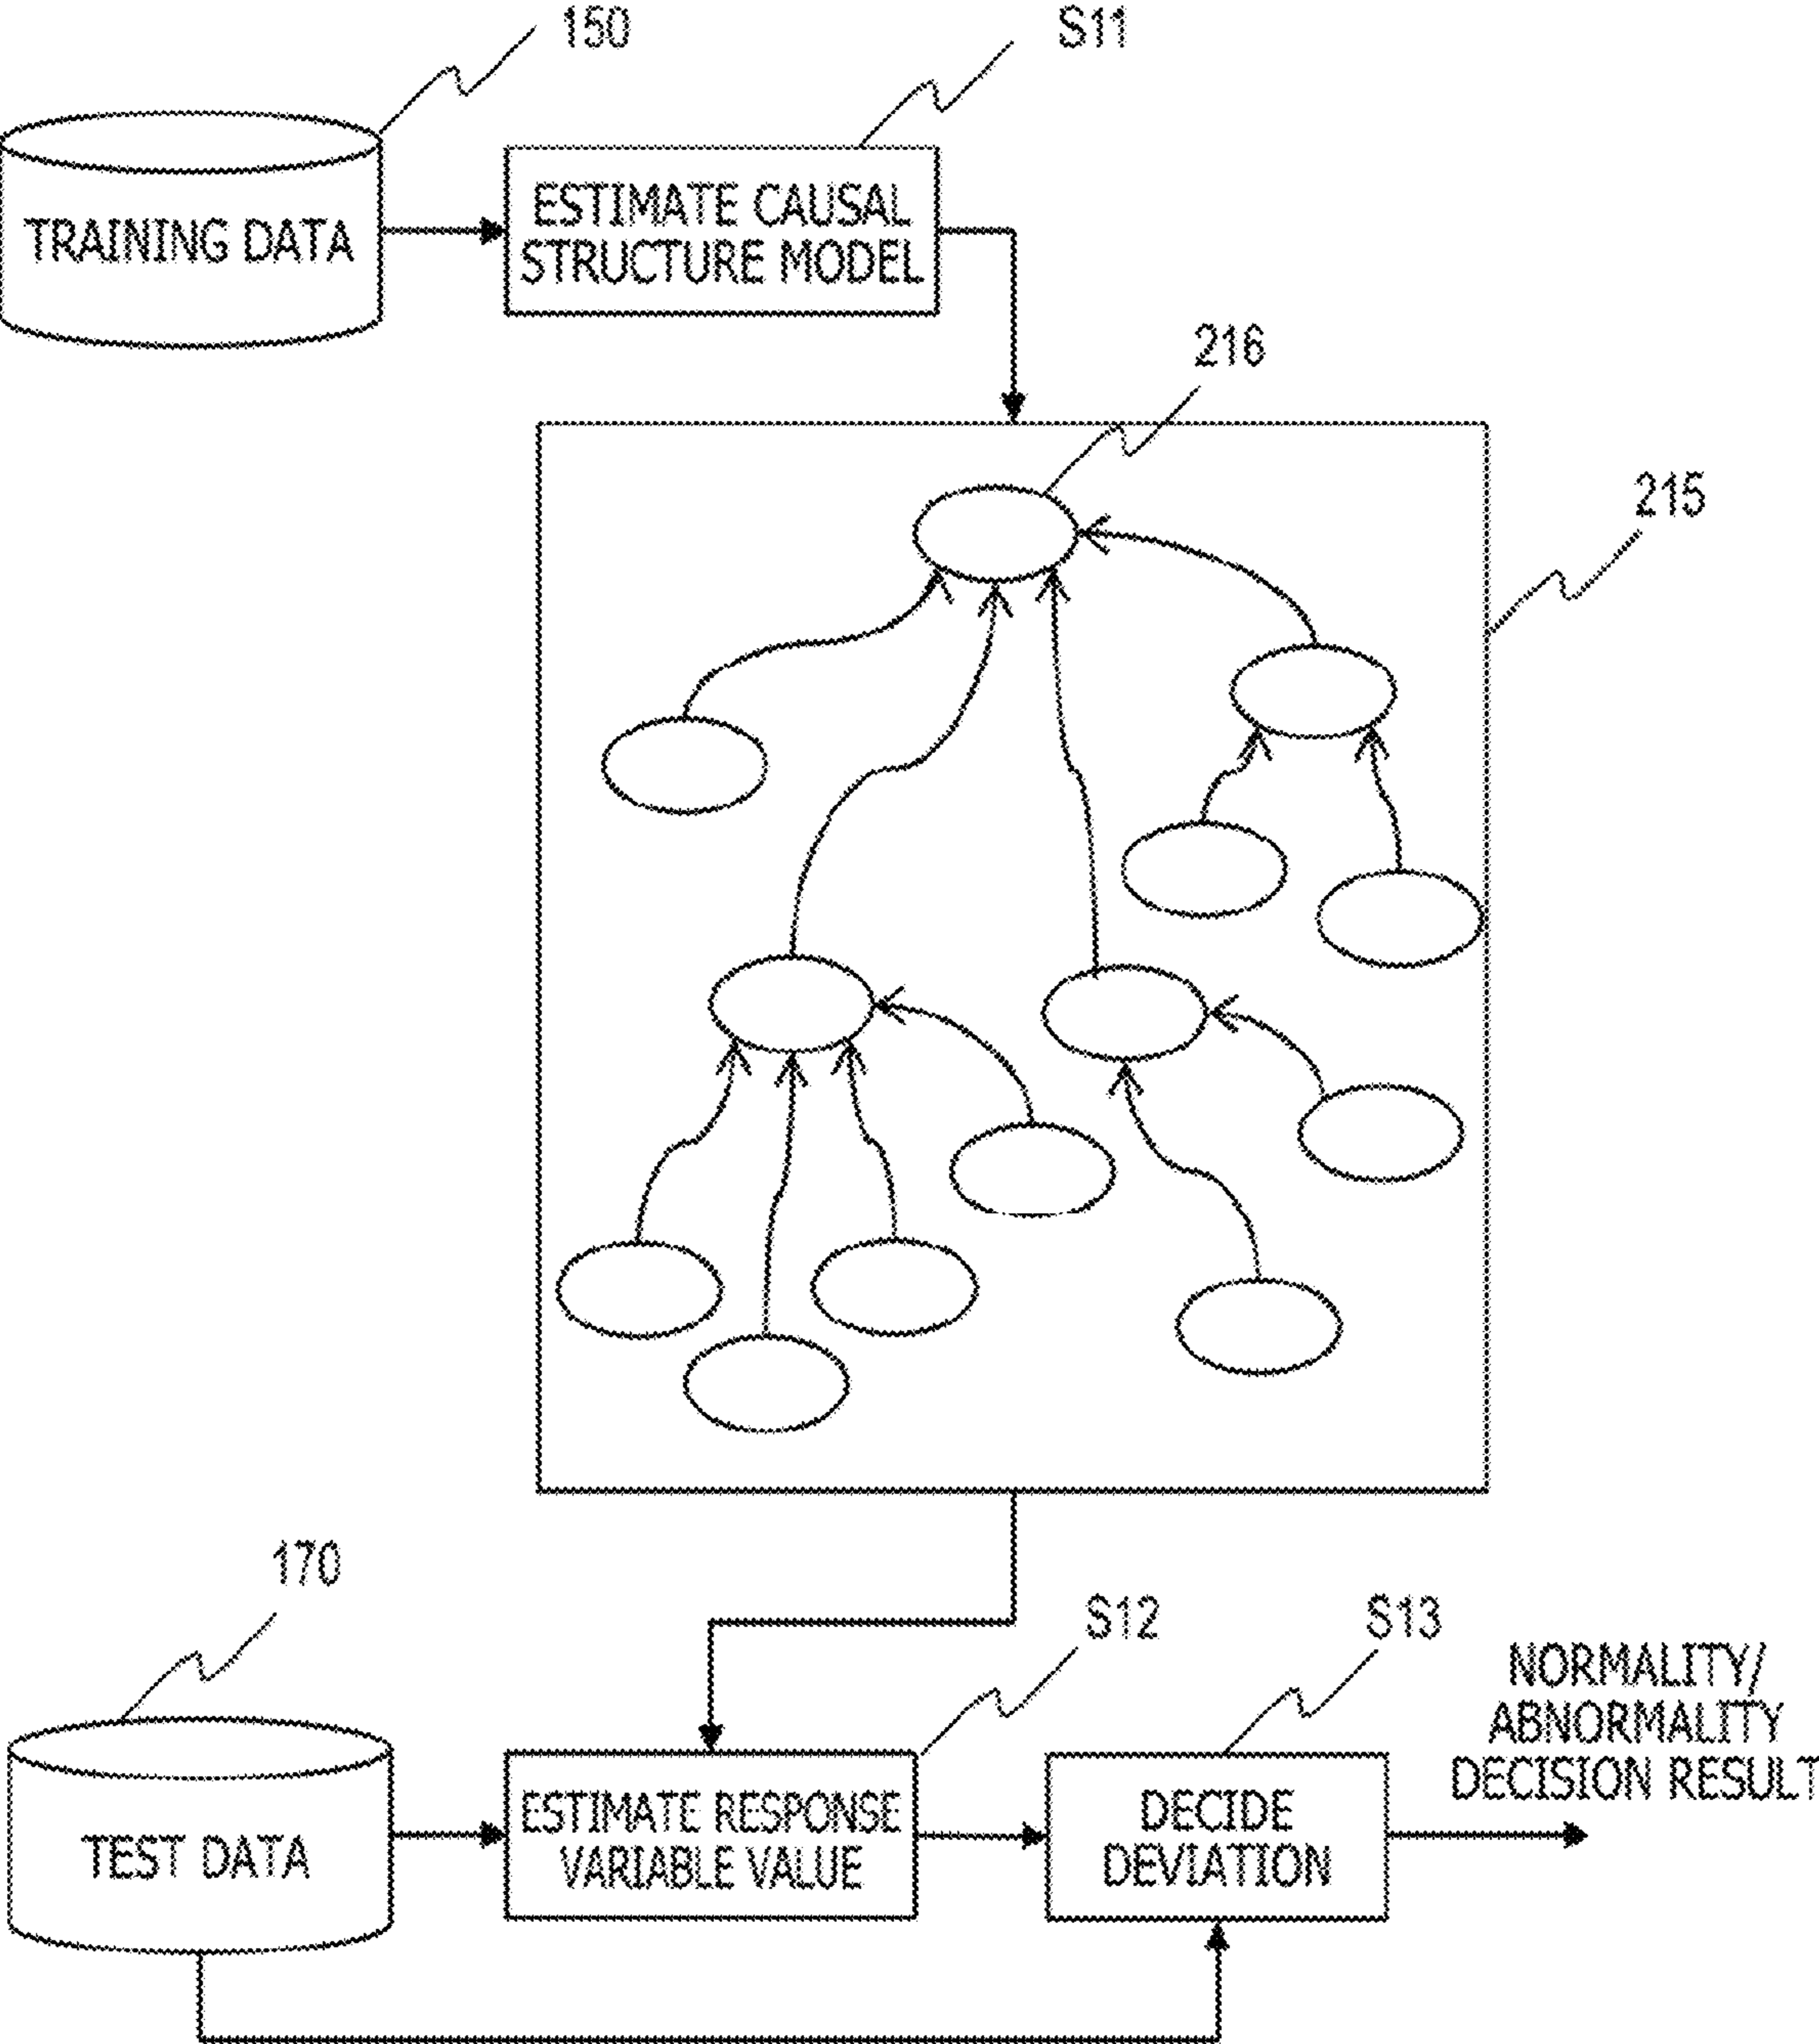 150
S11
TRAINING DATA
ESTIMATE CAUSAL
STRUCTURE MODEL
216
215
170
S12
S13
NORMALITY/
ABNORMALITY
DECISION RESULT
TEST DATA
ESTIMATE RESPONSE
VARIABLE VALUE
DECIDE
DEVIATION